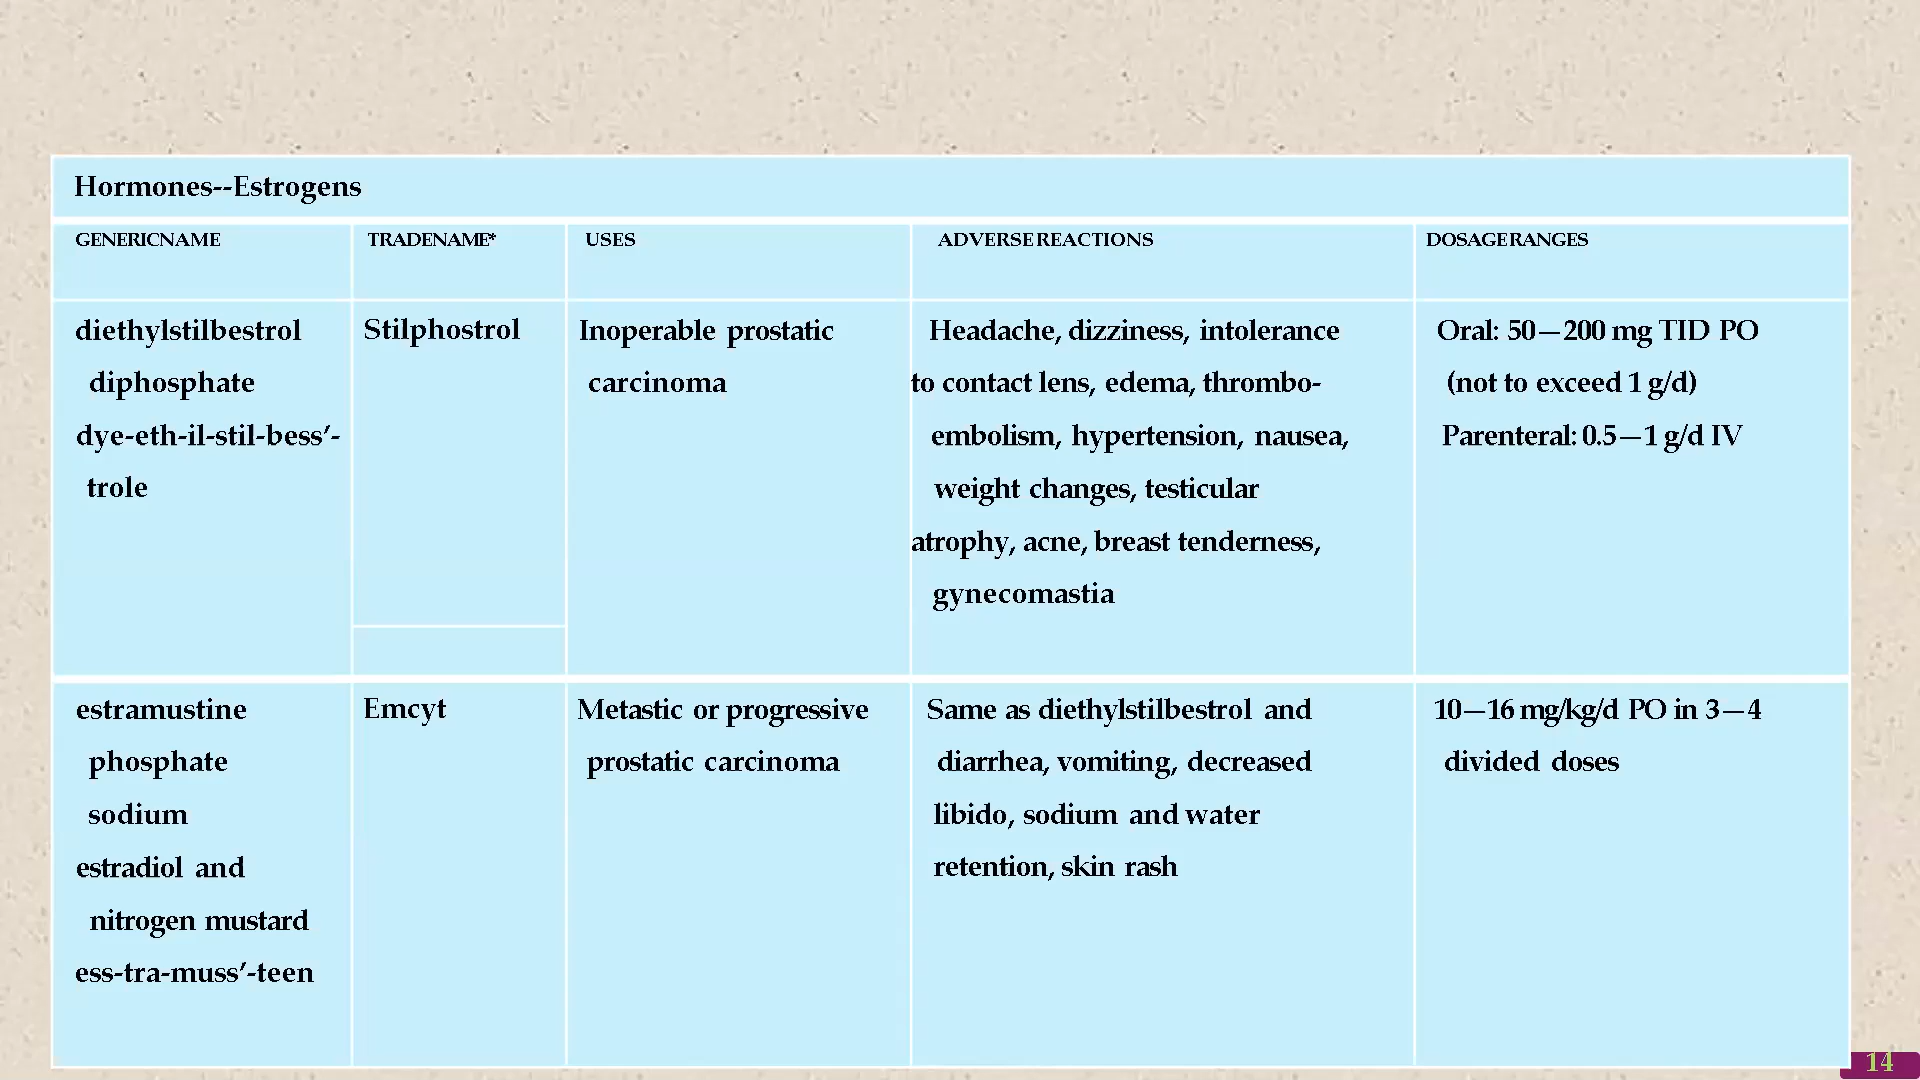 Hormones--Estrogens
GENERICNAME
TRADENAME*
USES
ADVERSEREACTIONS
DOSAGERANGES
diethylstilbestrol
diphosphate
dye-eth-il-stil-bess’-
trole
Stilphostrol
Inoperable prostatic
carcinoma
Headache, dizziness, intolerance
to contact lens, edema, thrombo-
embolism, hypertension, nausea,
weight changes, testicular
atrophy, acne, breast tenderness,
gynecomastia
Oral: 50—200 mg TID PO
(not to exceed 1 g/d)
Parenteral: 0.5—1 g/d IV
estramustine
phosphate
sodium
estradiol and
nitrogen mustard
ess-tra-muss’-teen
Emcyt
Metastic or progressive
prostatic carcinoma
Same as diethylstilbestrol and
diarrhea, vomiting, decreased
libido, sodium and water
retention, skin rash
10—16 mg/kg/d PO in 3—4
divided doses
14